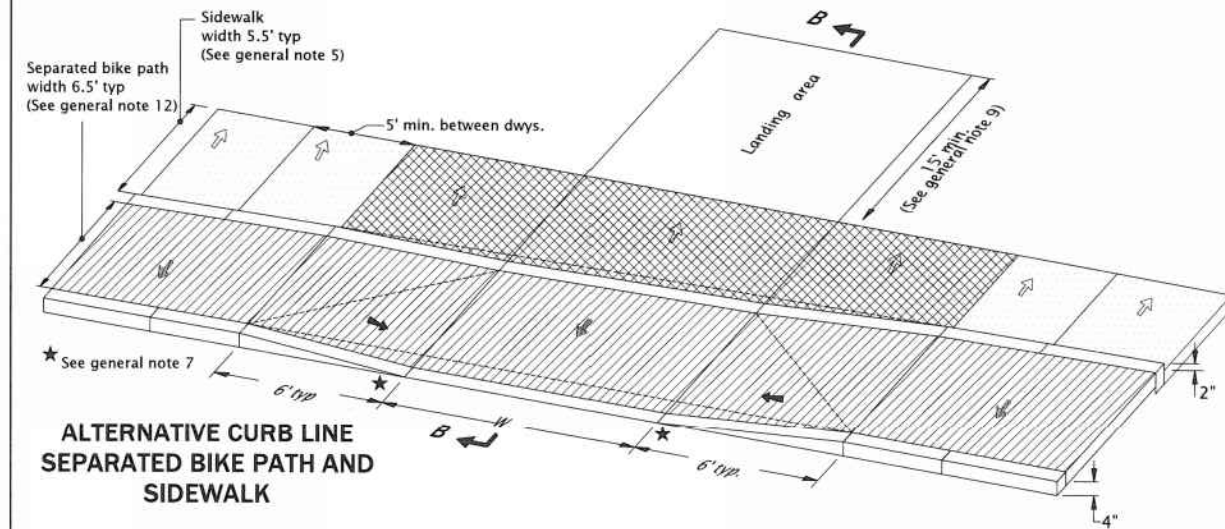 Sidewalk
width 5.5' typ
(See general note 5)
Separated bike path
width 6.5' typ
(See general note 12)
5' min. between dwys.
B
Landing area
15' min.
(See general note 9)
★ See general note 7
6' typ
★
W
B
★
6' typ.
2"
4"
ALTERNATIVE CURB LINE
SEPARATED BIKE PATH AND
SIDEWALK